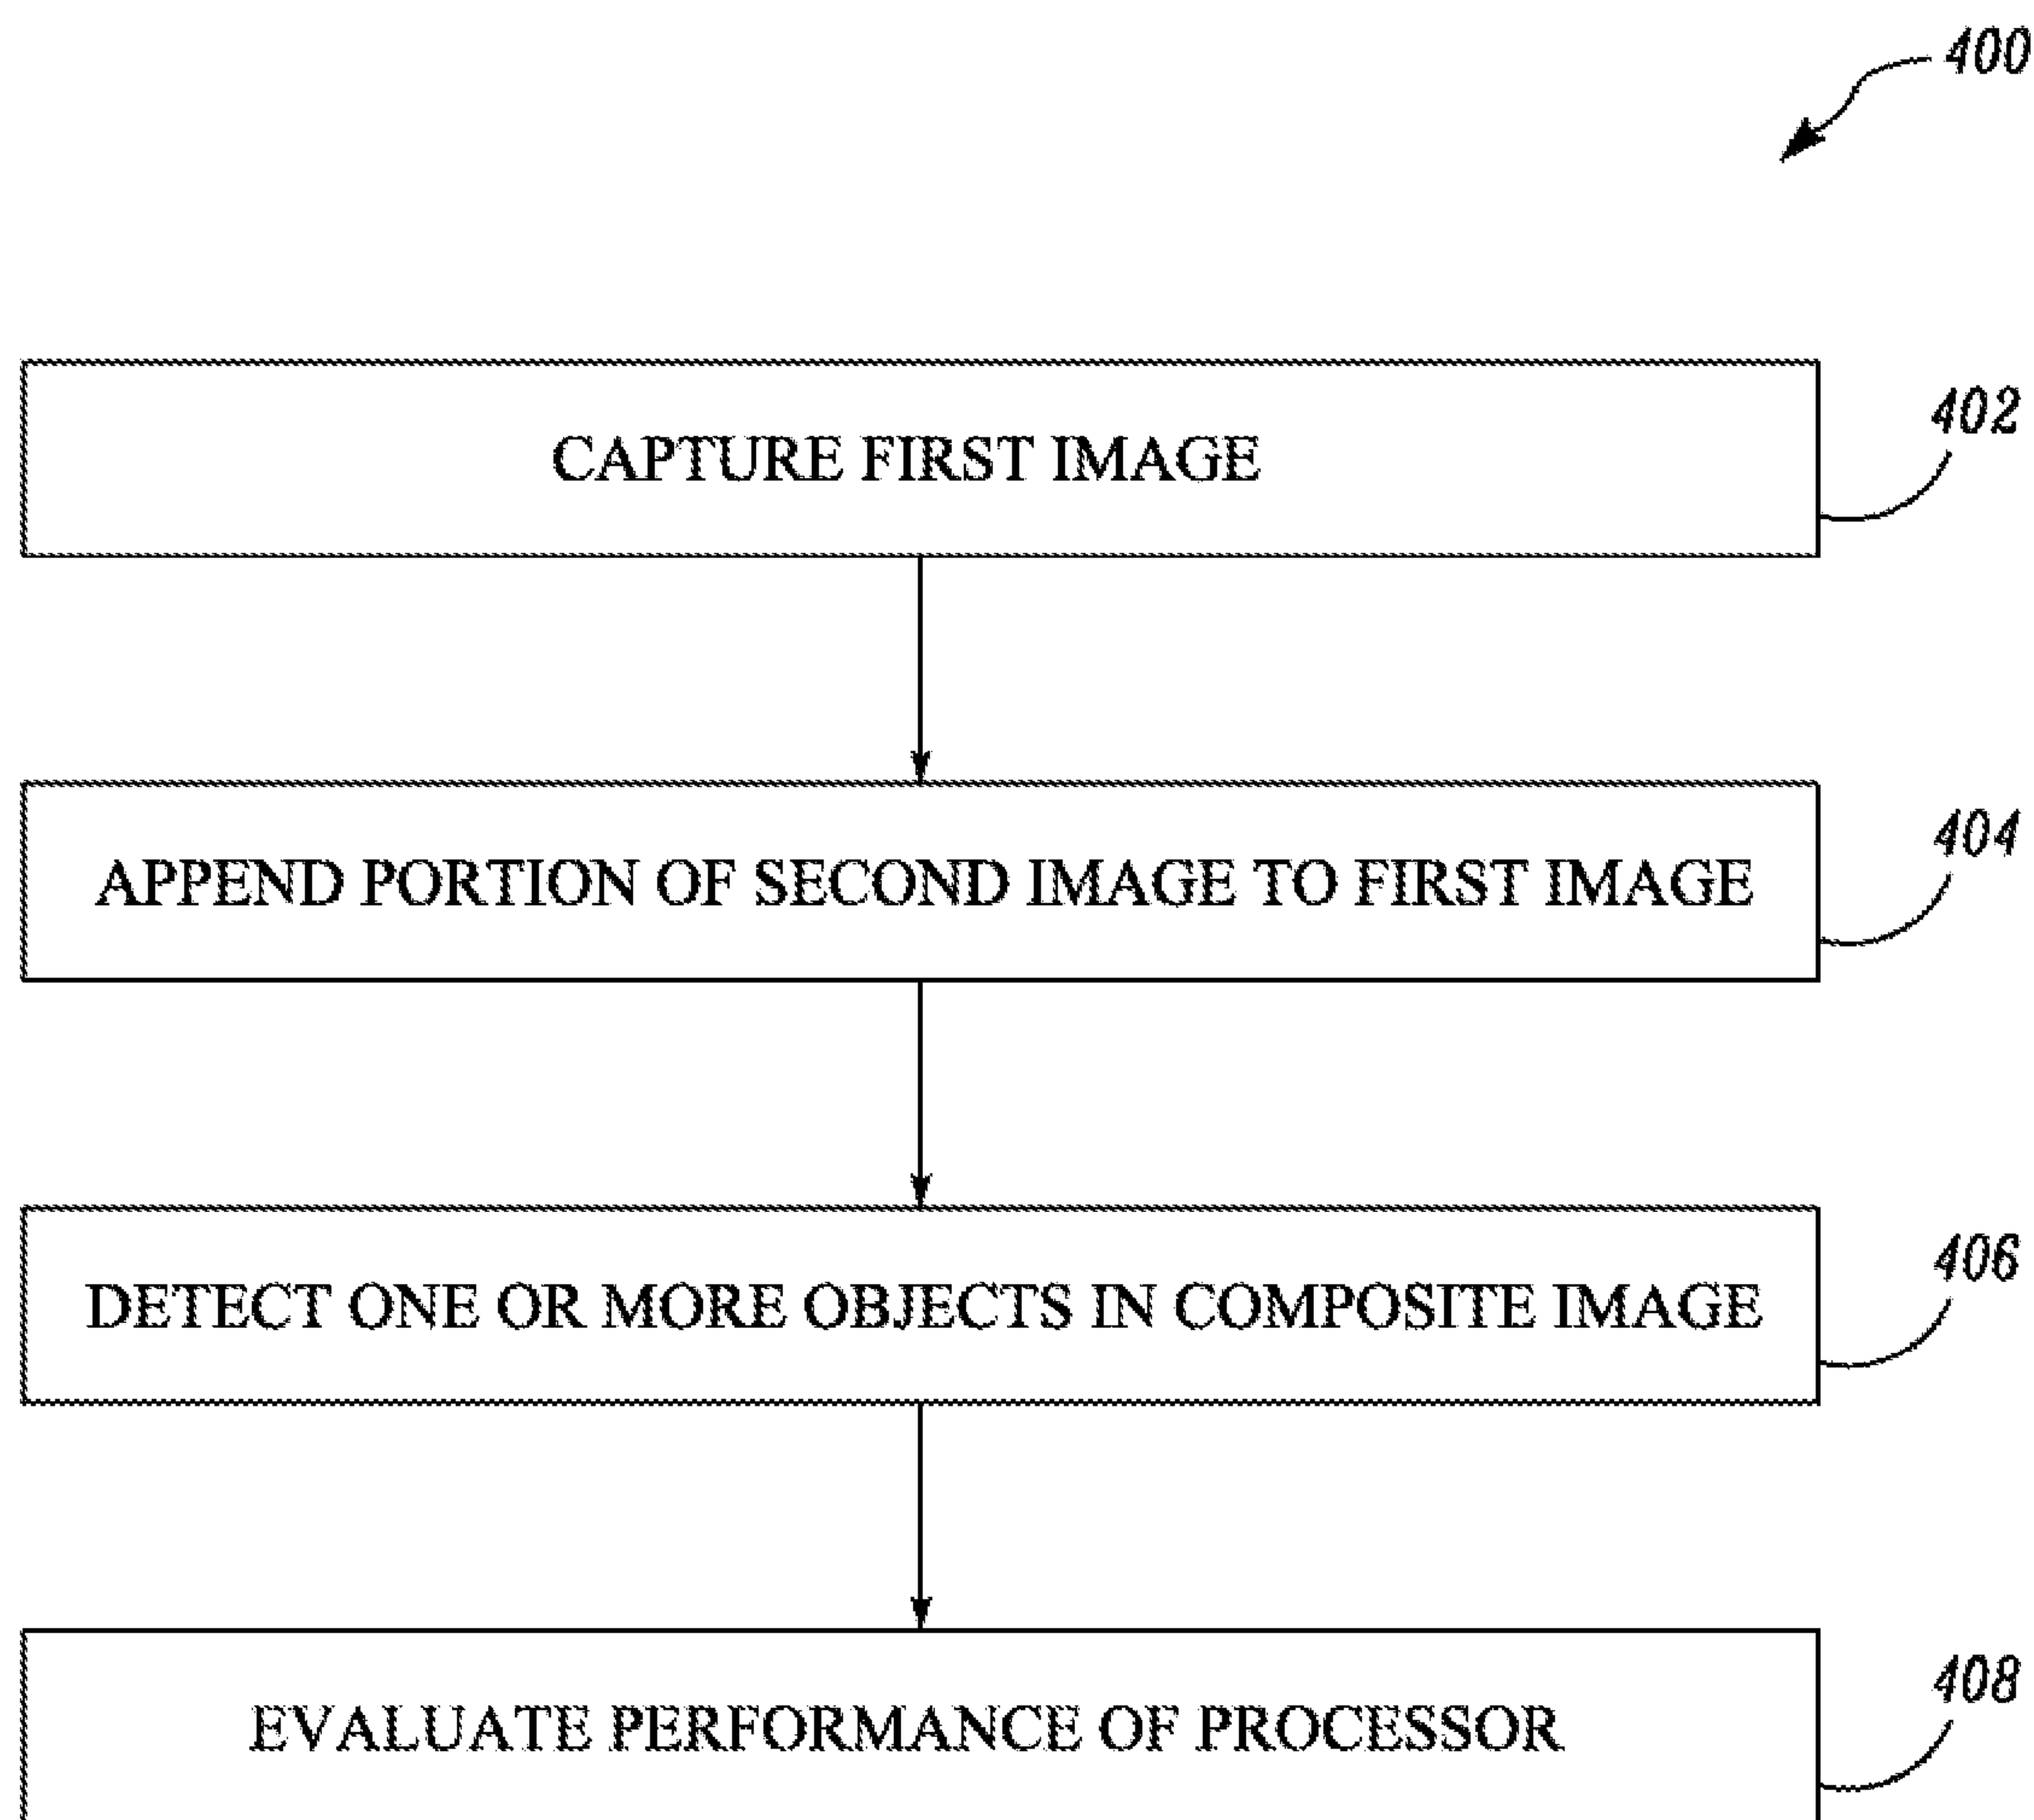 400
CAPTURE FIRST IMAGE
402
APPEND PORTION OF SECOND IMAGE TO FIRST IMAGE
404
DETECT ONE OR MORE OBJECTS IN COMPOSITE IMAGE
406
EVALUATE PERFORMANCE OF PROCESSOR
408